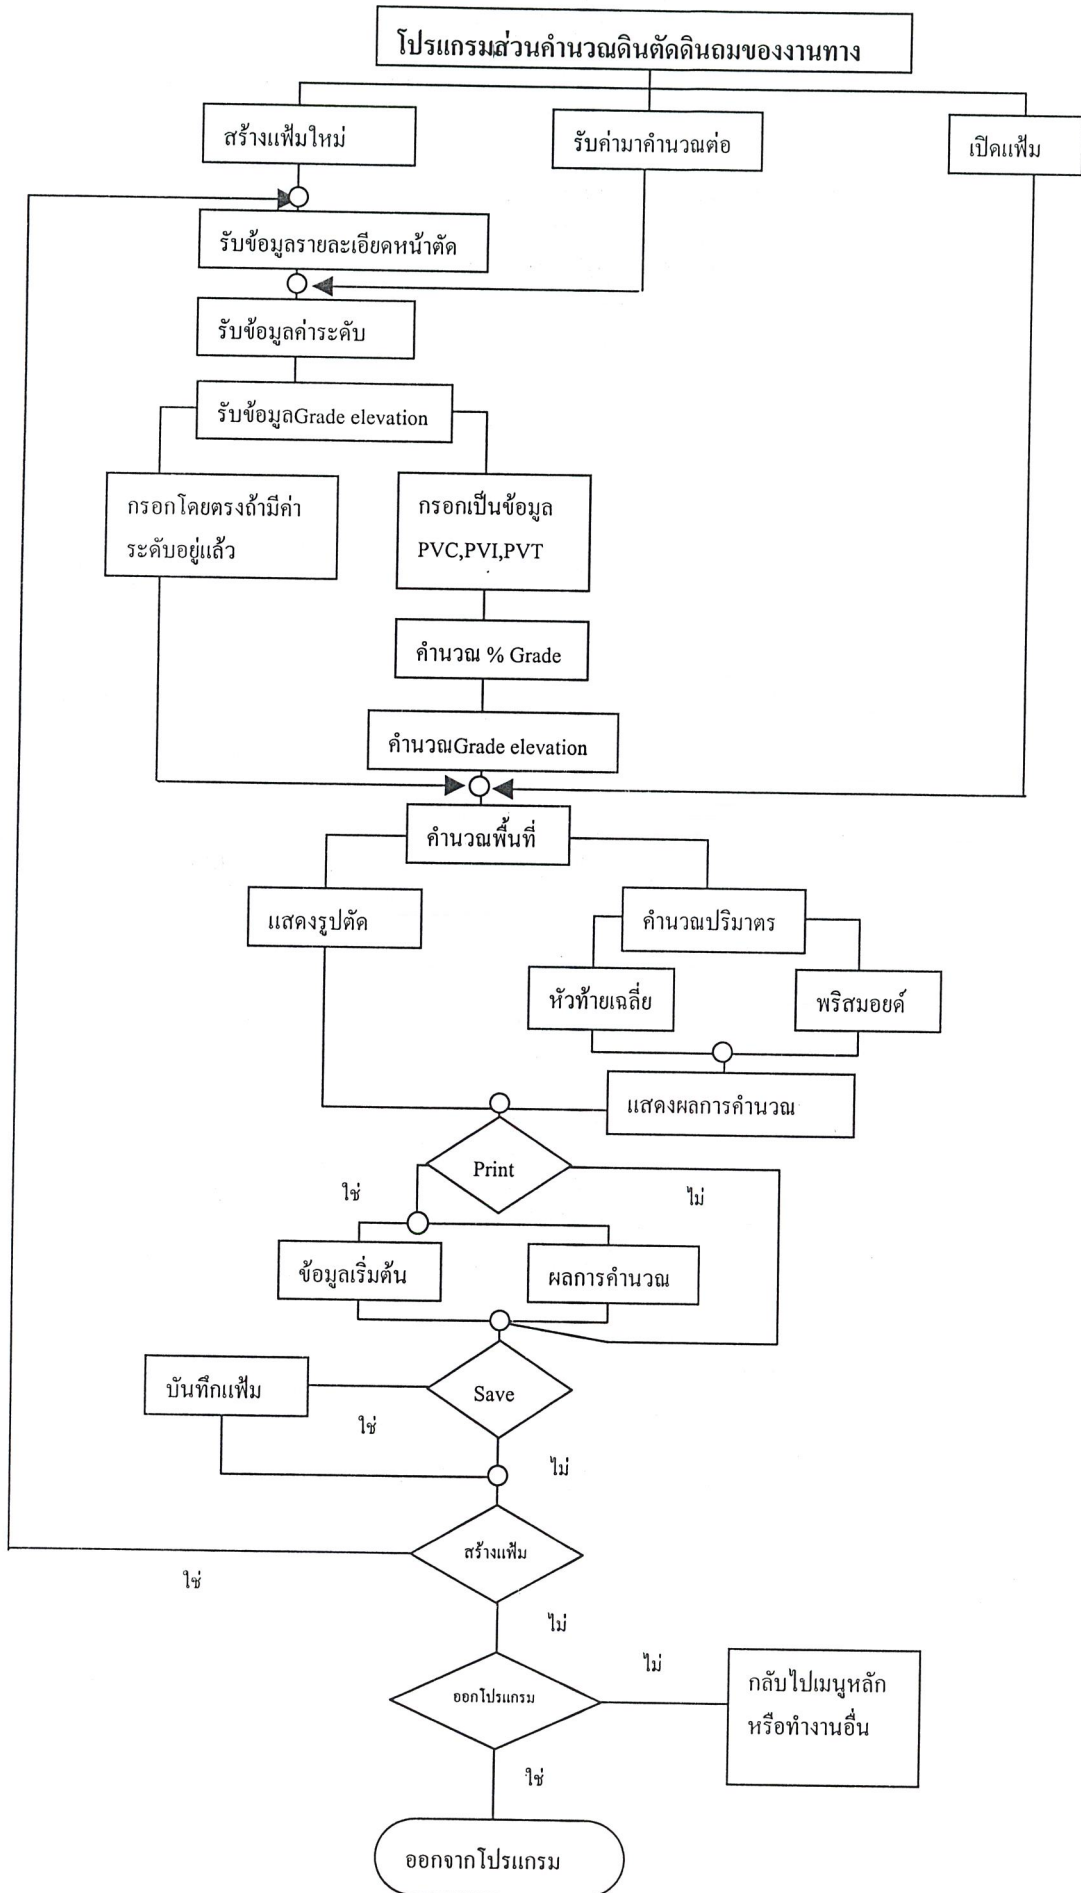 โปรแกรมส่วนคำนวณดินตัดดินถมของงานทาง
สร้างแฟ้มใหม่
รับค่ามาคำนวณต่อ
เปิดแฟ้ม
รับข้อมูลรายละเอียดหน้าตัด
รับข้อมูลค่าระดับ
รับข้อมูลGrade elevation
กรอกโดยตรงถ้ามีค่า
ระดับอยู่แล้ว
กรอกเป็นข้อมูล
PVC,PVI,PVT
คำนวณ % Grade
คำนวณGrade elevation
คำนวณพื้นที่
แสดงรูปตัด
คำนวณปริมาตร
หัวท้ายเฉลี่ย
พริสมอยด์
แสดงผลการคำนวณ
Print
ใช่
ไม่
ข้อมูลเริ่มต้น
ผลการคำนวณ
บันทึกแฟ้ม
Save
ใช่
ไม่
สร้างแฟ้ม
ใช่
ไม่
ไม่
กลับไปเมนูหลัก
หรือทำงานอื่น
ออกโปรแกรม
ใช่
ออกจากโปรแกรม